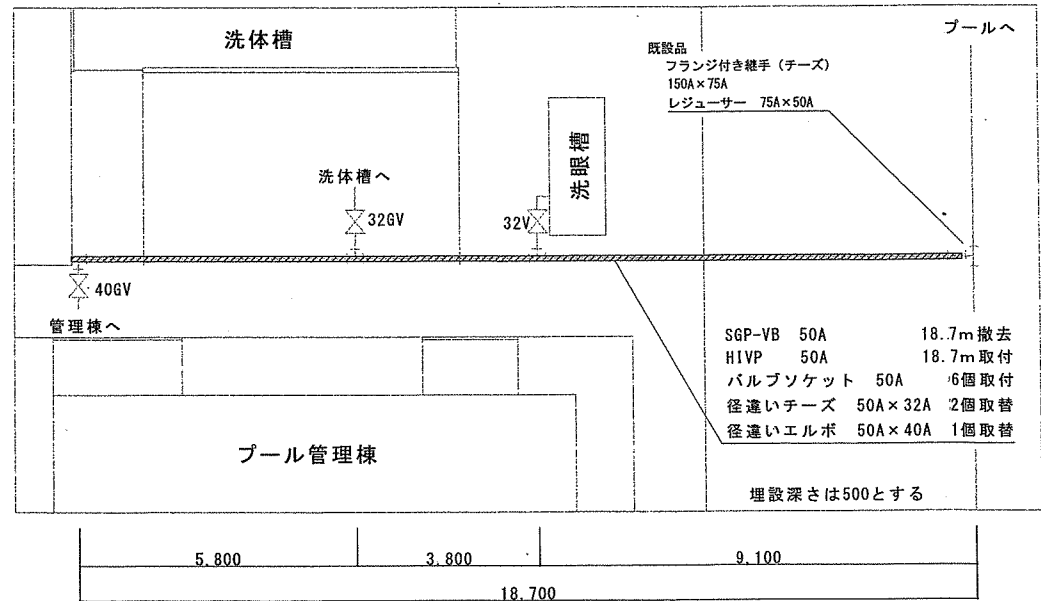 洗体槽
プールへ
既設品
フランジ付き継手（チーズ）
150A×75A
レジューサー 75A×50A
洗眼槽
洗体槽へ
32GV
32V
40GV
管理棟へ
SGP-VB 50A 18.7m撤去
HIVP 50A 18.7m取付
バルブソケット 50A 6個取付
径違いチーズ 50A×32A 2個取替
径違いエルボ 50A×40A 1個取替
プール管理棟
埋設深さは500とする
5,800
3,800
9,100
18,700